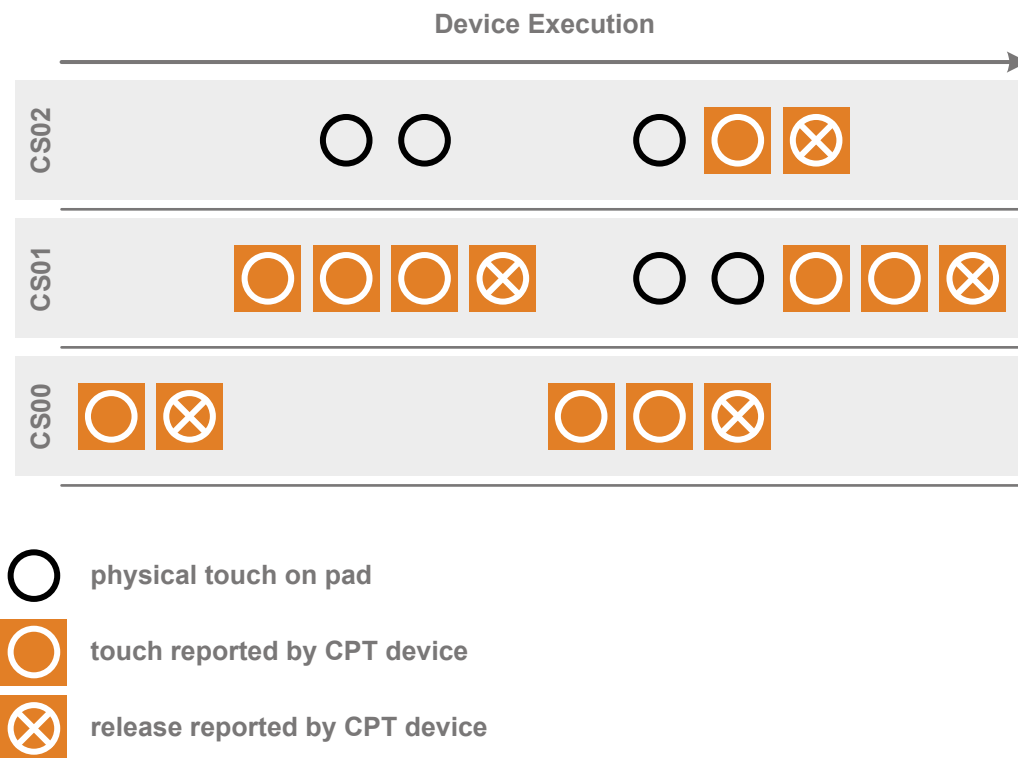 Device Execution
CS02
CS01
CS00
physical touch on pad
touch reported by CPT device
release reported by CPT device